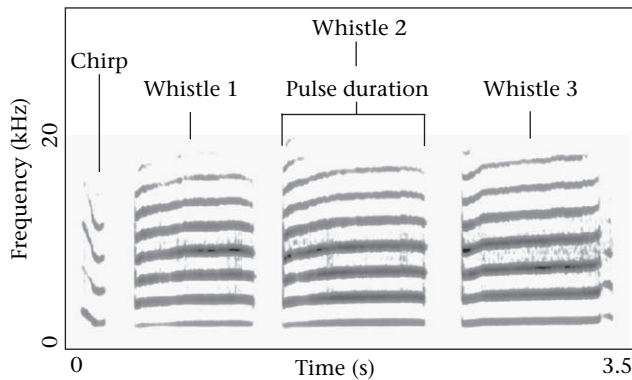 Whistle 2
Chirp
Whistle 1
Pulse duration
Whistle 3
20
Frequency (kHz)
0
0
Time (s)
3.5